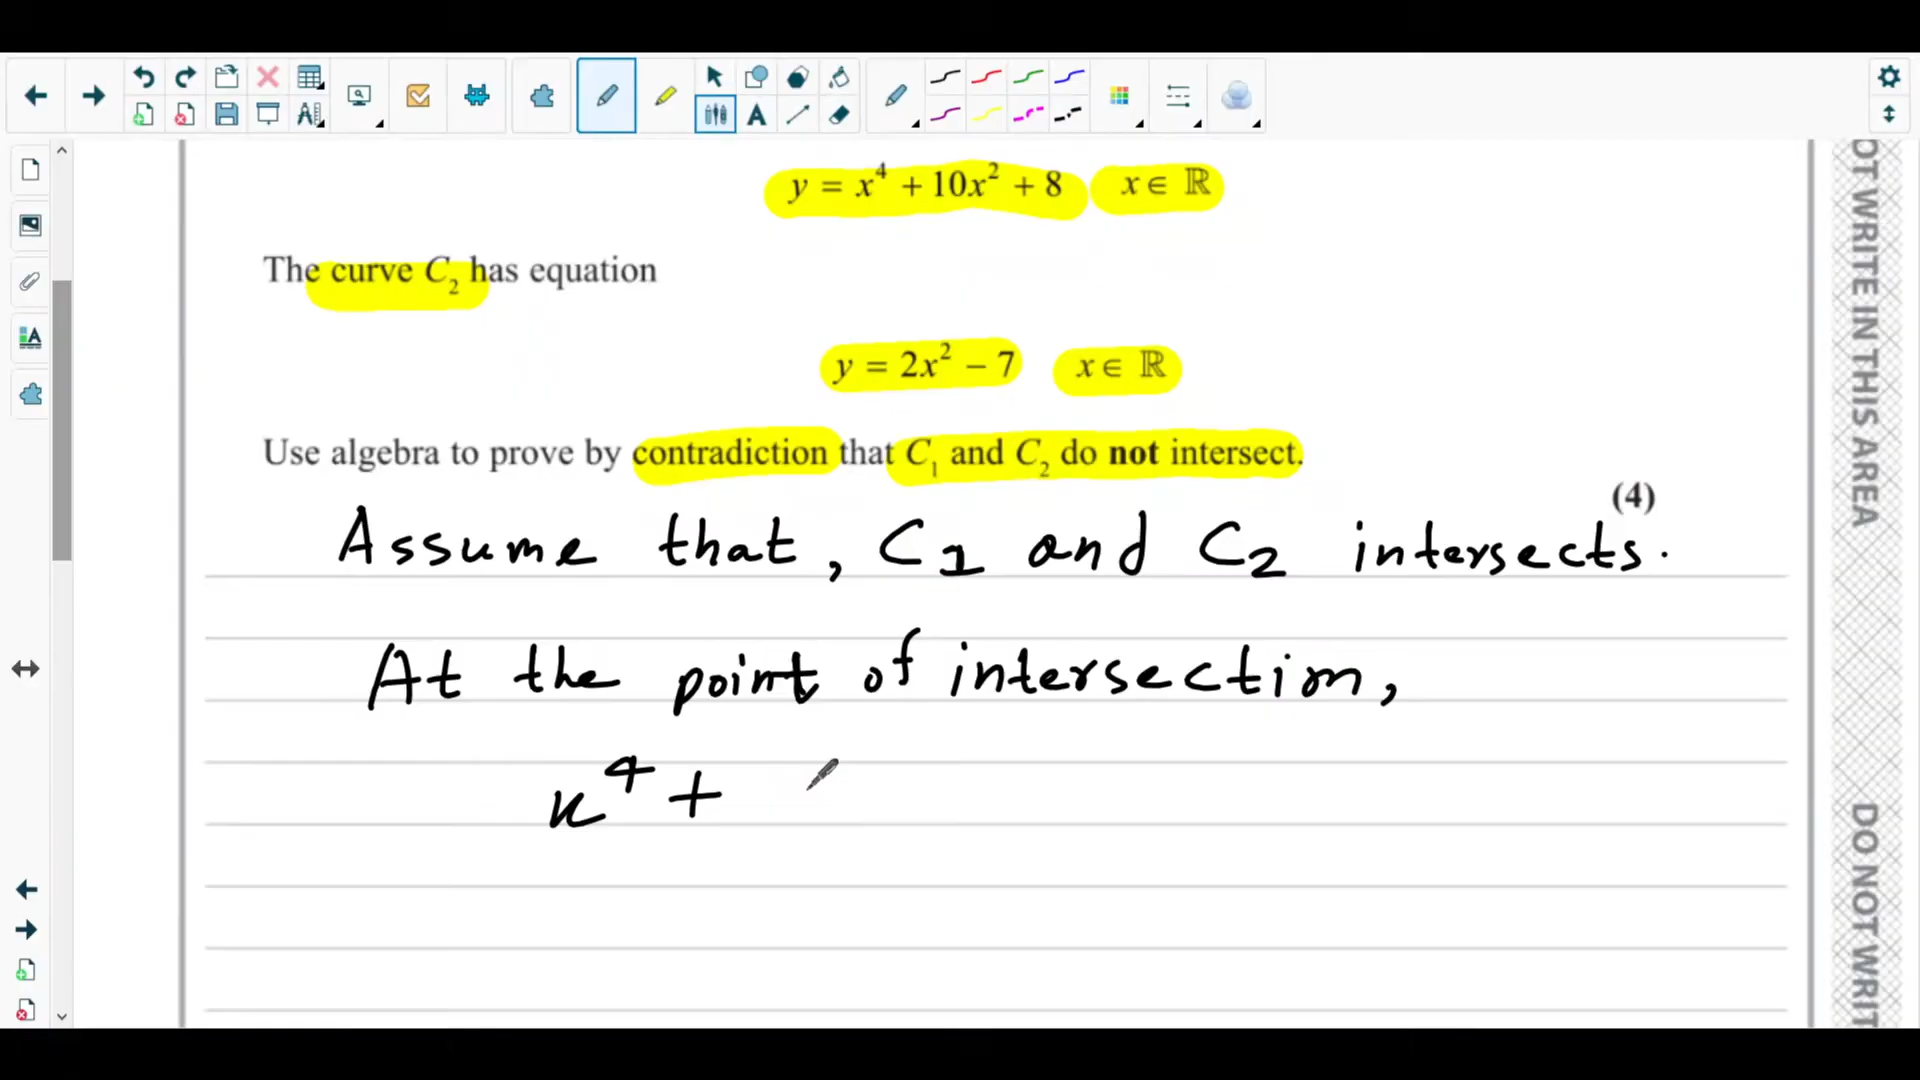 y = x⁴ + 10x² + 8 x ∈ ℝ
The curve C₂ has equation
y = 2x² − 7 x ∈ ℝ
Use algebra to prove by contradiction that C₁ and C₂ do not intersect.
(4)
Assume that, C1 and C2 intersects.
At the point of intersection,
x⁴ +
OT WRITE IN THIS AREA
DO NOT WRIT